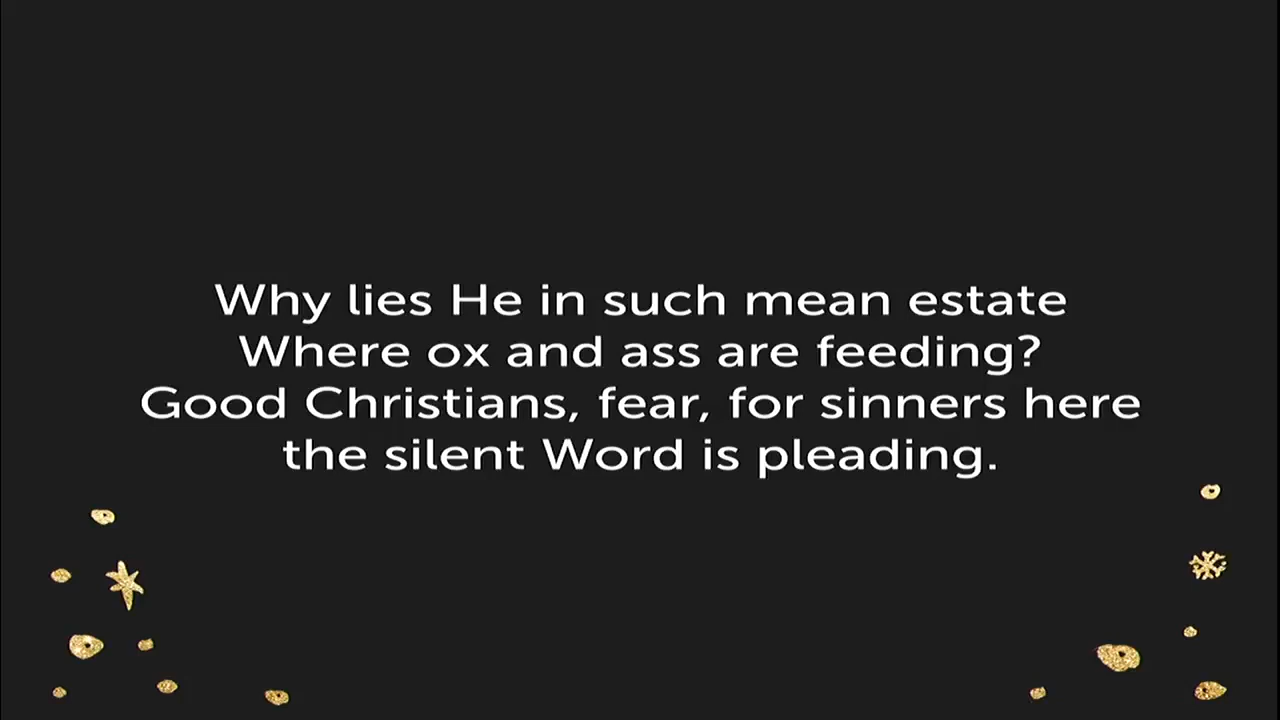 Why lies He in such mean estate
Where ox and ass are feeding?
Good Christians, fear, for sinners here
the silent Word is pleading.